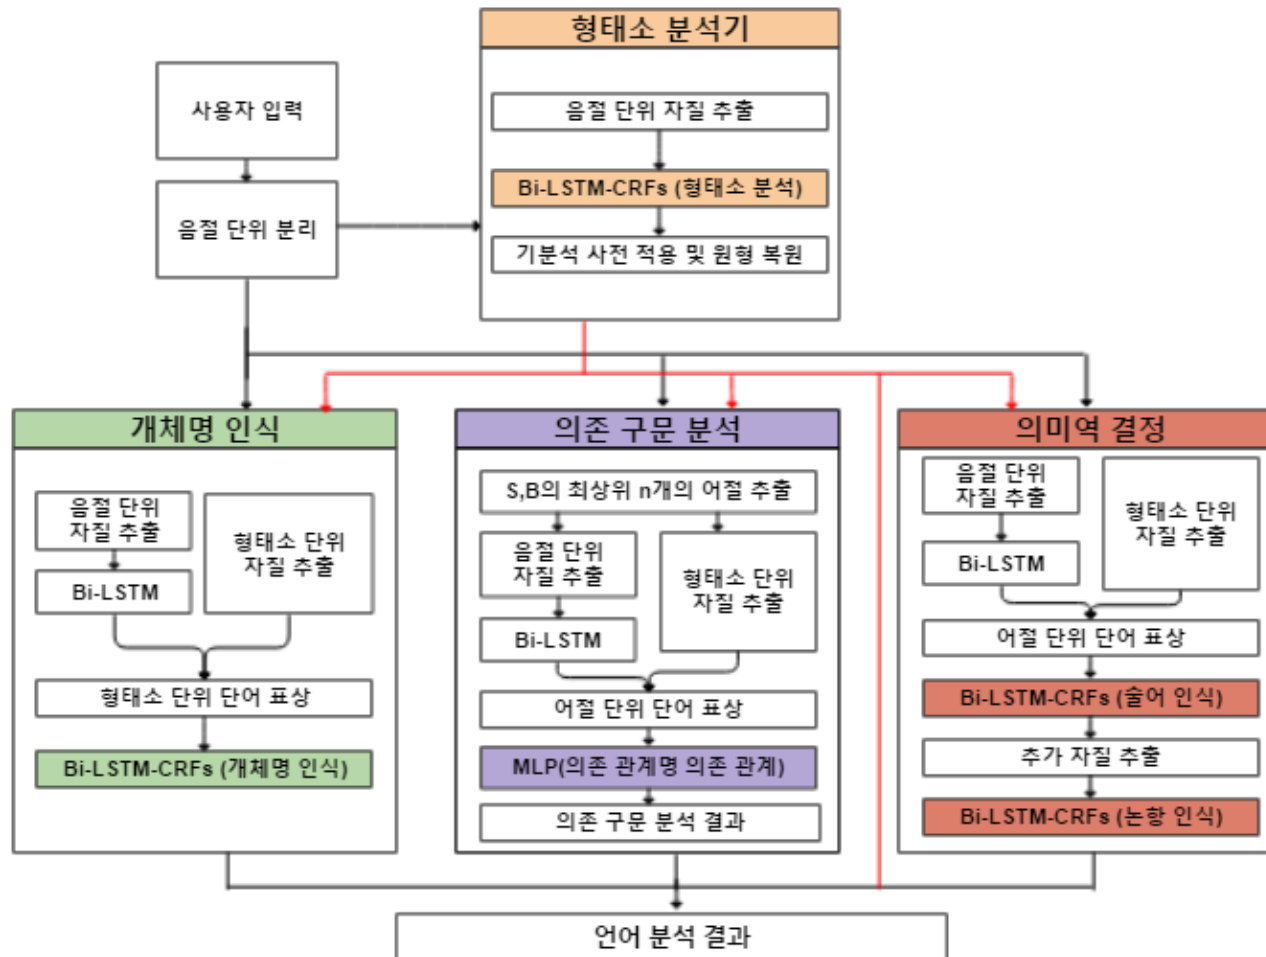 형태소 분석기
사용자 입력
음절 단위 자질 추출
Bi-LSTM-CRFs (형태소 분석)
음절 단위 분리
기분석 사전 적용 및 원형 복원
개체명 인식
음절 단위
자질 추출
형태소 단위
자질 추출
Bi-LSTM
형태소 단위 단어 표상
Bi-LSTM-CRFs (개체명 인식)
의존 구문 분석
S,B의 최상위 n개의 어절 추출
음절 단위
자질 추출
형태소 단위
자질 추출
Bi-LSTM
어절 단위 단어 표상
MLP(의존 관계명 의존 관계)
의존 구문 분석 결과
의미역 결정
음절 단위
자질 추출
형태소 단위
자질 추출
Bi-LSTM
어절 단위 단어 표상
Bi-LSTM-CRFs (술어 인식)
추가 자질 추출
Bi-LSTM-CRFs (논항 인식)
언어 분석 결과